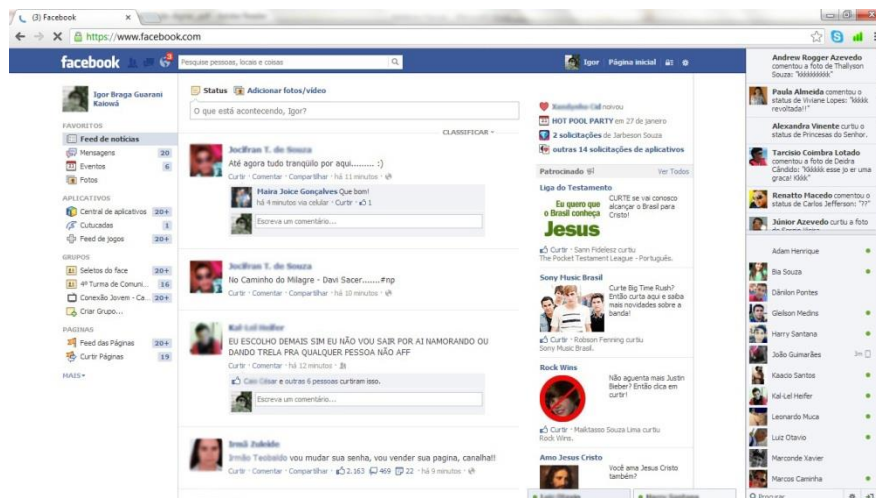 (3) Facebook
https://www.facebook.com
facebook
3
Pesquise pessoas, locais e coisas
Igor
Página inicial
Igor Braga Guarani
Kaiowá
FAVORITOS
Feed de notícias
Mensagens 20
Eventos 6
Fotos
APLICATIVOS
Central de aplicativos 20+
Cutucadas 1
Feed de jogos 20+
GRUPOS
Seletos do face 20+
4ª Turma de Comuni... 16
Conexão Jovem - Ca... 20+
Criar Grupo...
PÁGINAS
Feed das Páginas 20+
Curtir Páginas 19
MAIS
Status Adicionar fotos/vídeo
O que está acontecendo, Igor?
CLASSIFICAR
Jocifran T. de Souza
Até agora tudo tranqüilo por aqui......... :)
Curtir · Comentar · Compartilhar · há 11 minutos
Maira Joice Gonçalves Que bom!
há 4 minutos via celular · Curtir · 1
Escreva um comentário...
Jocifran T. de Souza
No Caminho do Milagre - Davi Sacer.......#np
Curtir · Comentar · Compartilhar · há 10 minutos
Kal-Lel Heifer
EU ESCOLHO DEMAIS SIM EU NÃO VOU SAIR POR AI NAMORANDO OU
DANDO TRELA PRA QUALQUER PESSOA NÃO AFF
Curtir · Comentar · há 12 minutos
Caio César e outras 6 pessoas curtiram isso.
Escreva um comentário...
Irmã Zuleide
Irmão Teobaldo vou mudar sua senha, vou vender sua pagina, canalha!!
Curtir · Comentar · Compartilhar · 2.163 469 22 · há 9 minutos
noivou
HOT POOL PARTY em 27 de janeiro
2 solicitações de Jarbeson Souza
outras 14 solicitações de aplicativos
Patrocinado
Ver Todos
Liga do Testamento
Eu quero que
o Brasil conheça
Jesus
CURTE se vai conosco
alcançar o Brasil para
Cristo!
Curtir · Sann Fidelesz curtiu
The Pocket Testament League - Português.
Sony Music Brasil
Curte Big Time Rush?
Então curta aqui e saiba
mais novidades sobre a
banda!
Curtir · Robson Fenning curtiu
Sony Music Brasil.
Rock Wins
Não aguenta mais Justin
Bieber? Então clica em
curtir!
Curtir · Maiktasso Souza Lima curtiu
Rock Wins.
Amo Jesus Cristo
Você ama Jesus Cristo
também?
Andrew Rogger Azevedo
comentou a foto de Thallyson
Souza: "kkkkkkkkkk"
Paula Almeida comentou o
status de Viviane Lopes: "kkkkk
revoltada!!"
Alexandra Vinente curtiu o
status de Princesas do Senhor.
Tarcisio Coimbra Lotado
comentou a foto de Deidra
Cândido: "Kkkkkk esse jo er uma
graca! Kkkk"
Renatto Macedo comentou o
status de Carlos Jefferson: "??"
Júnior Azevedo curtiu a foto
Adam Henrique
Bia Souza
Dânilon Pontes
Gleison Medins
Harry Santana
João Guimarães 3m
Kaacio Santos
Kal-Lel Heifer
Leonardo Muca
Luiz Otavio
Marconde Xavier
Marcos Caminha
Procurar